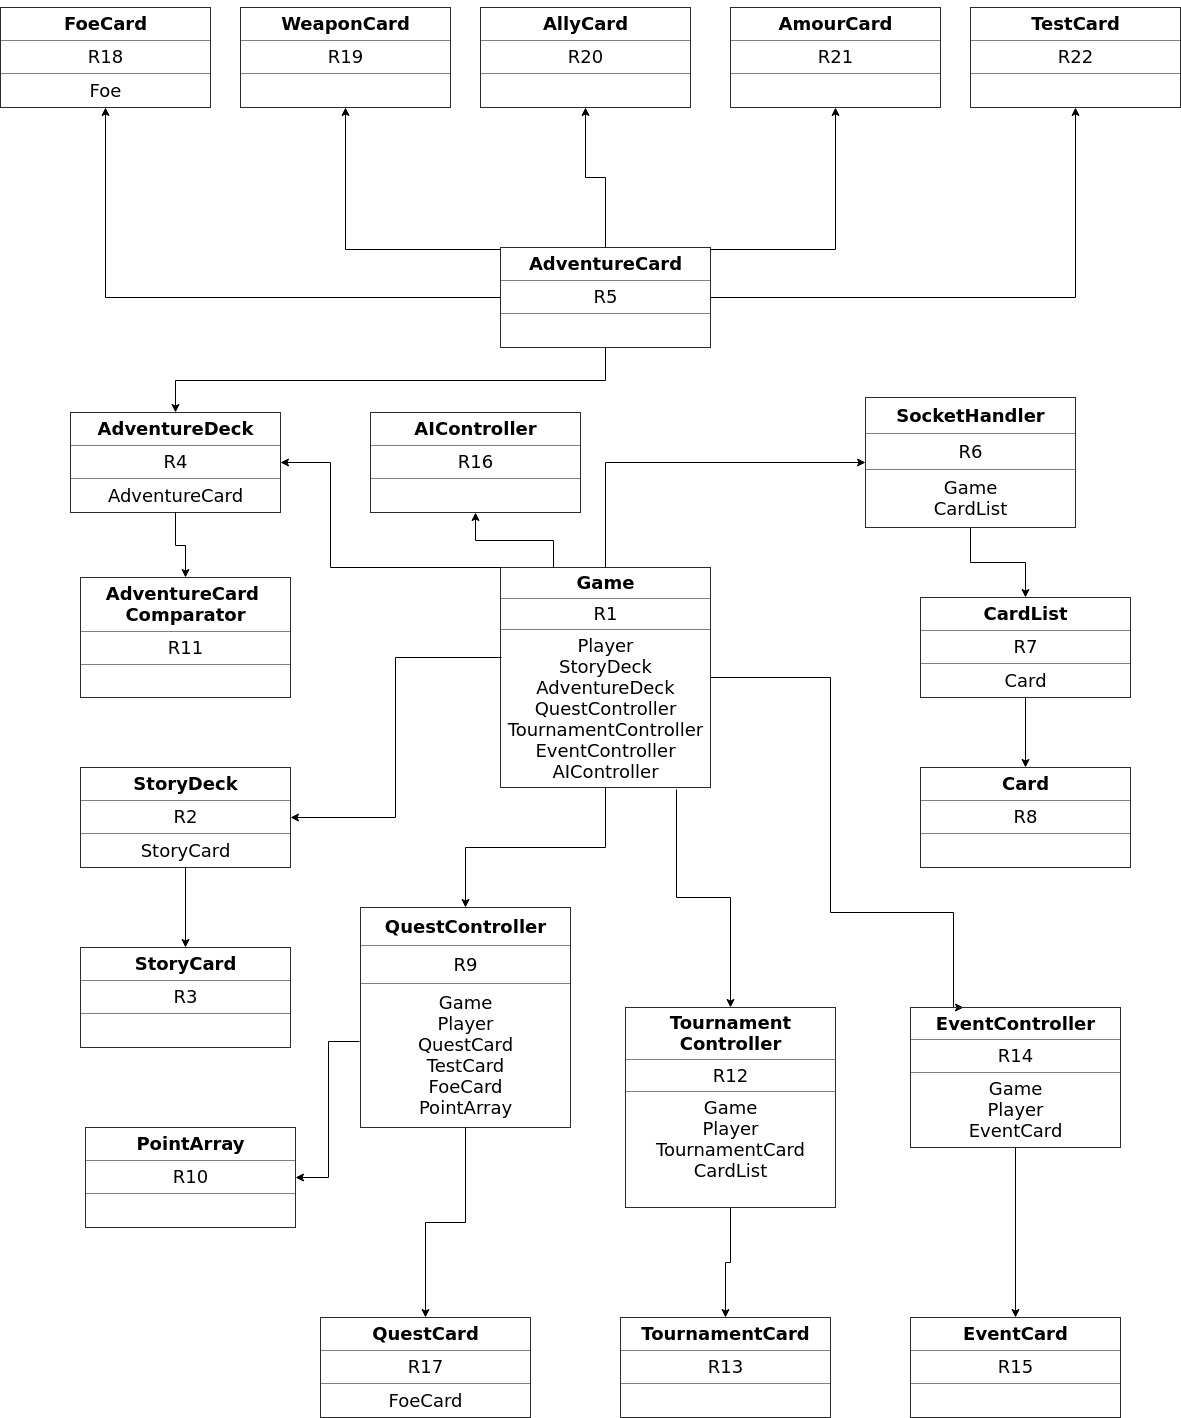 FoeCard
R18
Foe
WeaponCard
R19
AllyCard
R20
AmourCard
R21
TestCard
R22
AdventureCard
R5
AdventureDeck
R4
AdventureCard
AIController
R16
SocketHandler
R6
Game
CardList
AdventureCard
Comparator
R11
Game
R1
Player
StoryDeck
AdventureDeck
QuestController
TournamentController
EventController
AIController
CardList
R7
Card
StoryDeck
R2
StoryCard
Card
R8
StoryCard
R3
QuestController
R9
Game
Player
QuestCard
TestCard
FoeCard
PointArray
Tournament
Controller
R12
Game
Player
TournamentCard
CardList
EventController
R14
Game
Player
EventCard
PointArray
R10
QuestCard
R17
FoeCard
TournamentCard
R13
EventCard
R15